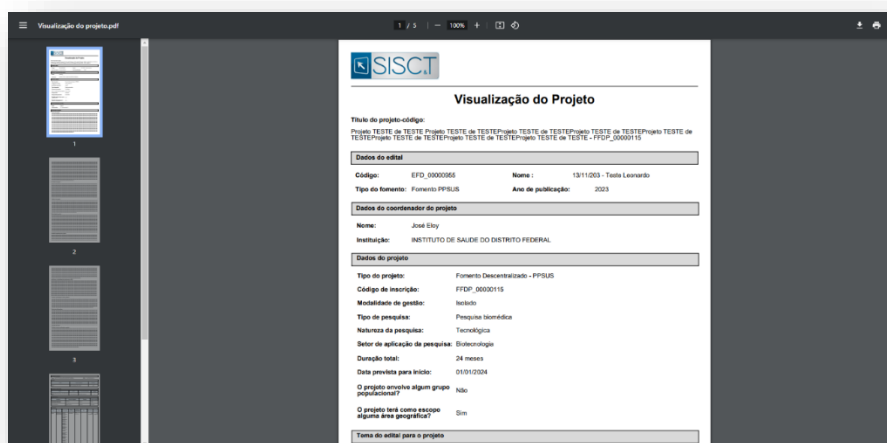 Visualização do projeto.pdf
1 / 5
100%
1
2
3
SISC&T
Visualização do Projeto
Título do projeto-código:
Projeto TESTE de TESTE Projeto TESTE de TESTEProjeto TESTE de TESTEProjeto TESTE de TESTEProjeto TESTE de
TESTEProjeto TESTE de TESTEProjeto TESTE de TESTEProjeto TESTE de TESTE - FFDP_00000115
Dados do edital
Código: EFD_00000955 Nome : 13/11/203 - Teste Leonardo
Tipo do fomento: Fomento PPSUS Ano de publicação: 2023
Dados do coordenador do projeto
Nome: José Eloy
Instituição: INSTITUTO DE SAUDE DO DISTRITO FEDERAL
Dados do projeto
Tipo do projeto: Fomento Descentralizado - PPSUS
Código de inscrição: FFDP_00000115
Modalidade de gestão: Isolado
Tipo de pesquisa: Pesquisa biomédica
Natureza da pesquisa: Tecnológica
Setor de aplicação da pesquisa: Biotecnologia
Duração total: 24 meses
Data prevista para início: 01/01/2024
O projeto envolve algum grupo
populacional? Não
O projeto terá como escopo
alguma área geográfica? Sim
Tema do edital para o projeto